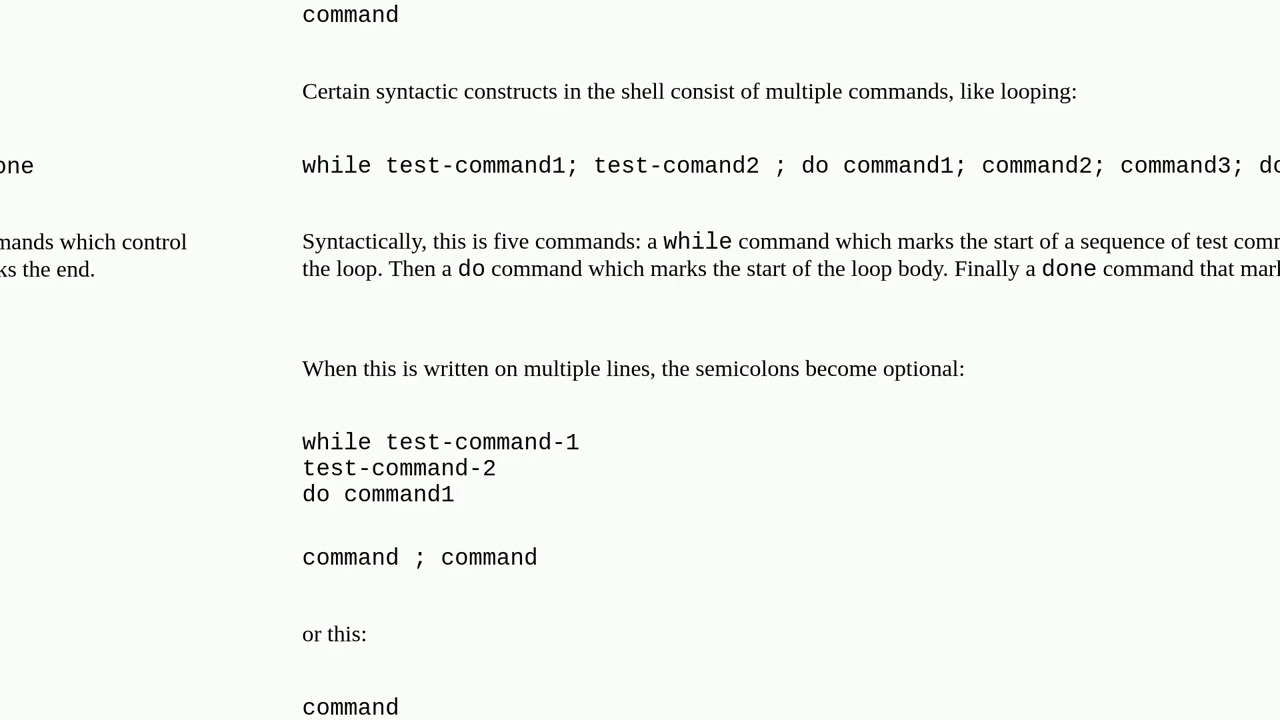 command
Certain syntactic constructs in the shell consist of multiple commands, like looping:
one
while test-command1; test-comand2 ; do command1; command2; command3; do
mands which control
ks the end.
Syntactically, this is five commands: a while command which marks the start of a sequence of test comm
the loop. Then a do command which marks the start of the loop body. Finally a done command that mark
When this is written on multiple lines, the semicolons become optional:
while test-command-1
test-command-2
do command1
command ; command
or this:
command